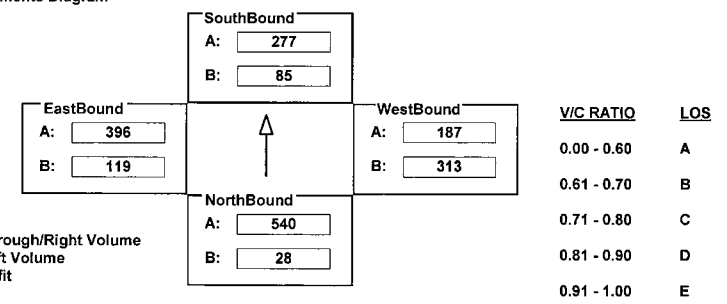 SouthBound
A: 277
B: 85
EastBound
A: 396
B: 119
WestBound
A: 187
B: 313
NorthBound
A: 540
B: 28
V/C RATIO LOS
0.00 - 0.60 A
0.61 - 0.70 B
0.71 - 0.80 C
0.81 - 0.90 D
0.91 - 1.00 E
rough/Right Volume
ft Volume
fit